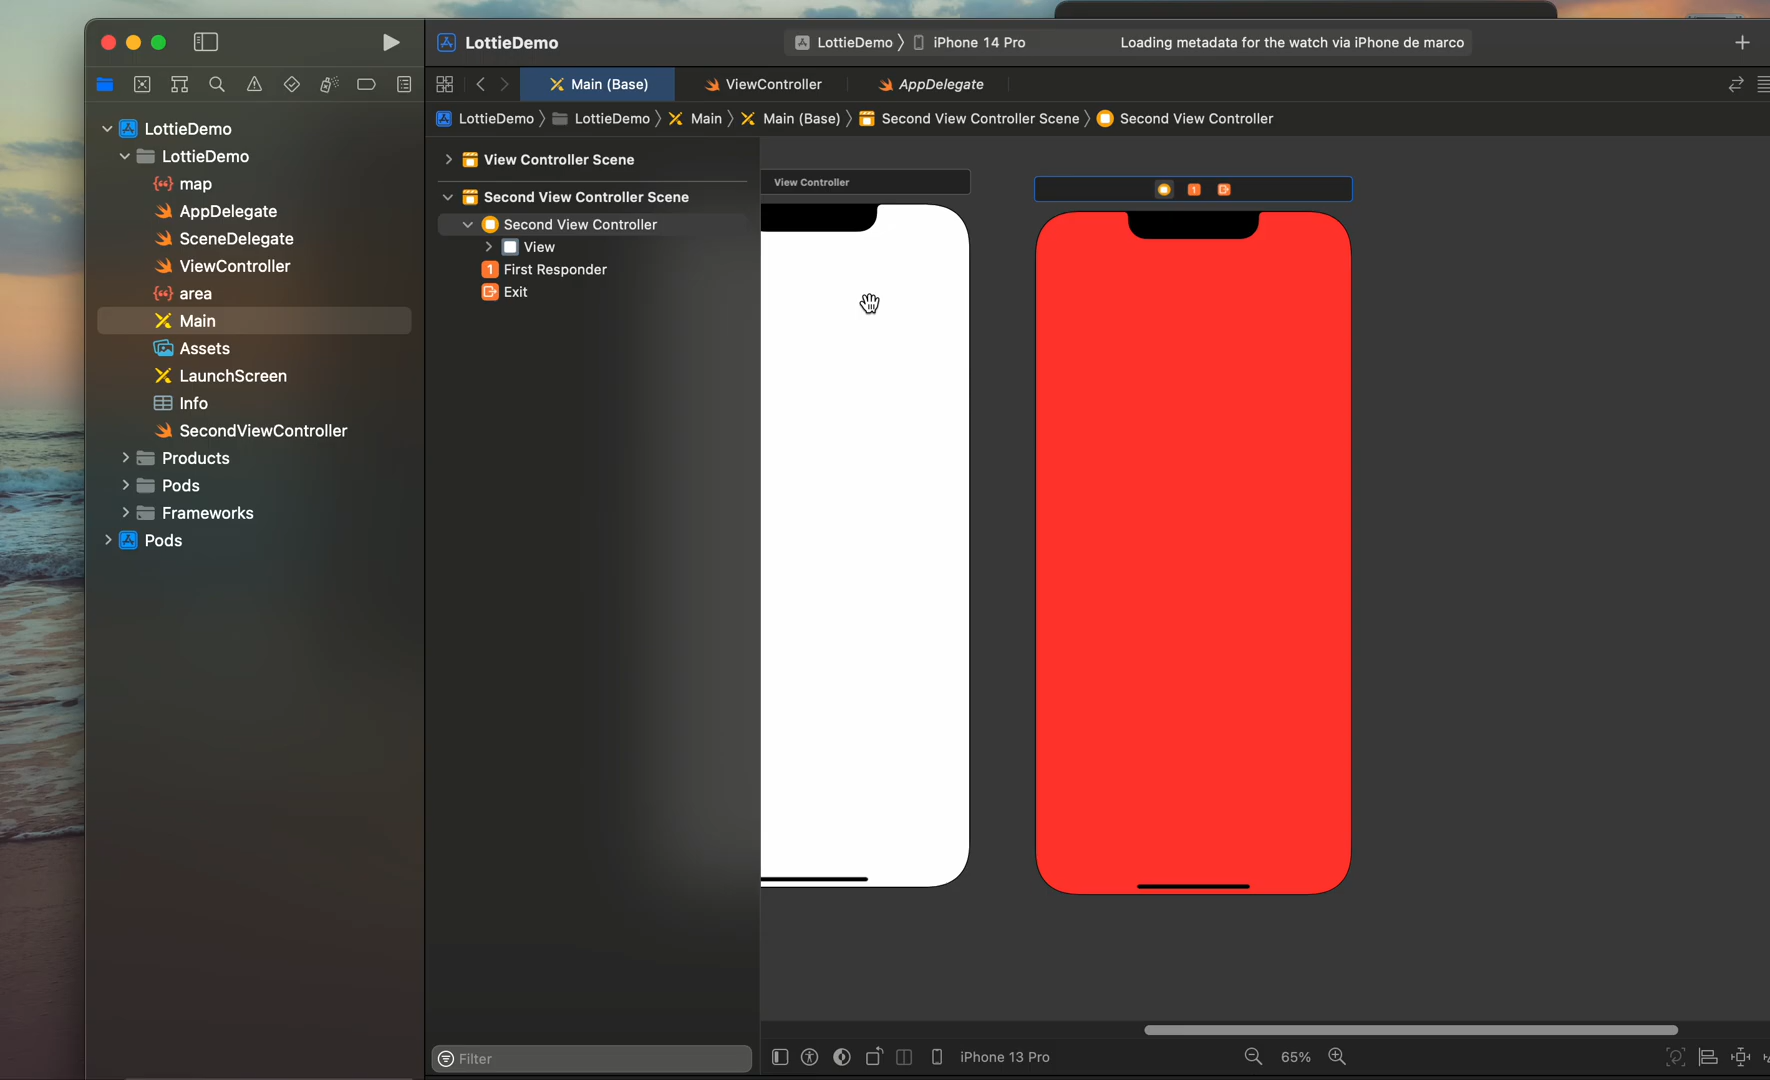 LottieDemo
LottieDemo 〉 iPhone 14 Pro
Loading metadata for the watch via iPhone de marco
Main (Base)
ViewController
AppDelegate
LottieDemo 〉 LottieDemo 〉 Main 〉 Main (Base) 〉 Second View Controller Scene 〉 Second View Controller
LottieDemo
LottieDemo
map
AppDelegate
SceneDelegate
ViewController
area
Main
Assets
LaunchScreen
Info
SecondViewController
Products
Pods
Frameworks
Pods
View Controller Scene
Second View Controller Scene
Second View Controller
View
1 First Responder
Exit
View Controller
1
Filter
iPhone 13 Pro
65%